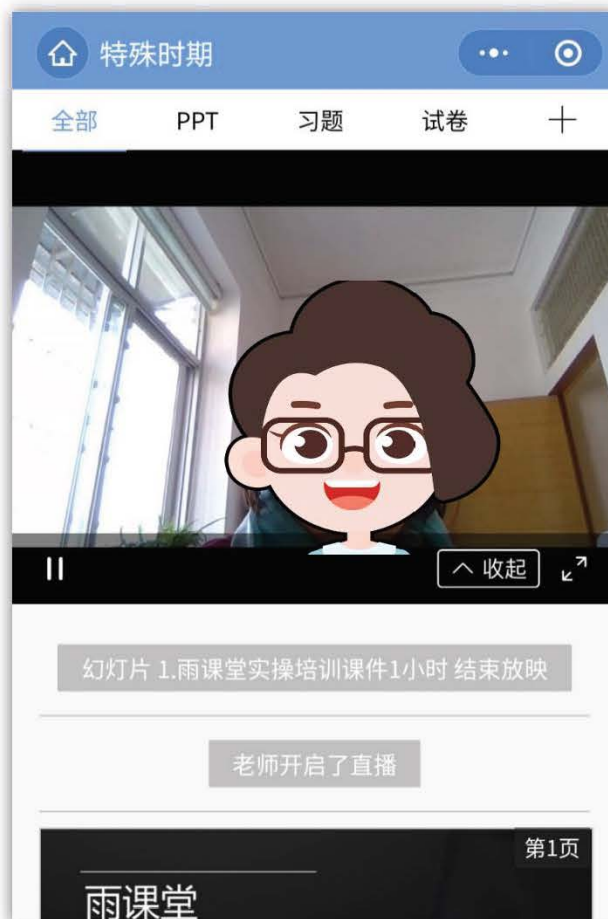 特殊时期
全部 PPT 习题 试卷
收起
幻灯片 1.雨课堂实操培训课件1小时 结束放映
老师开启了直播
第1页
雨课堂